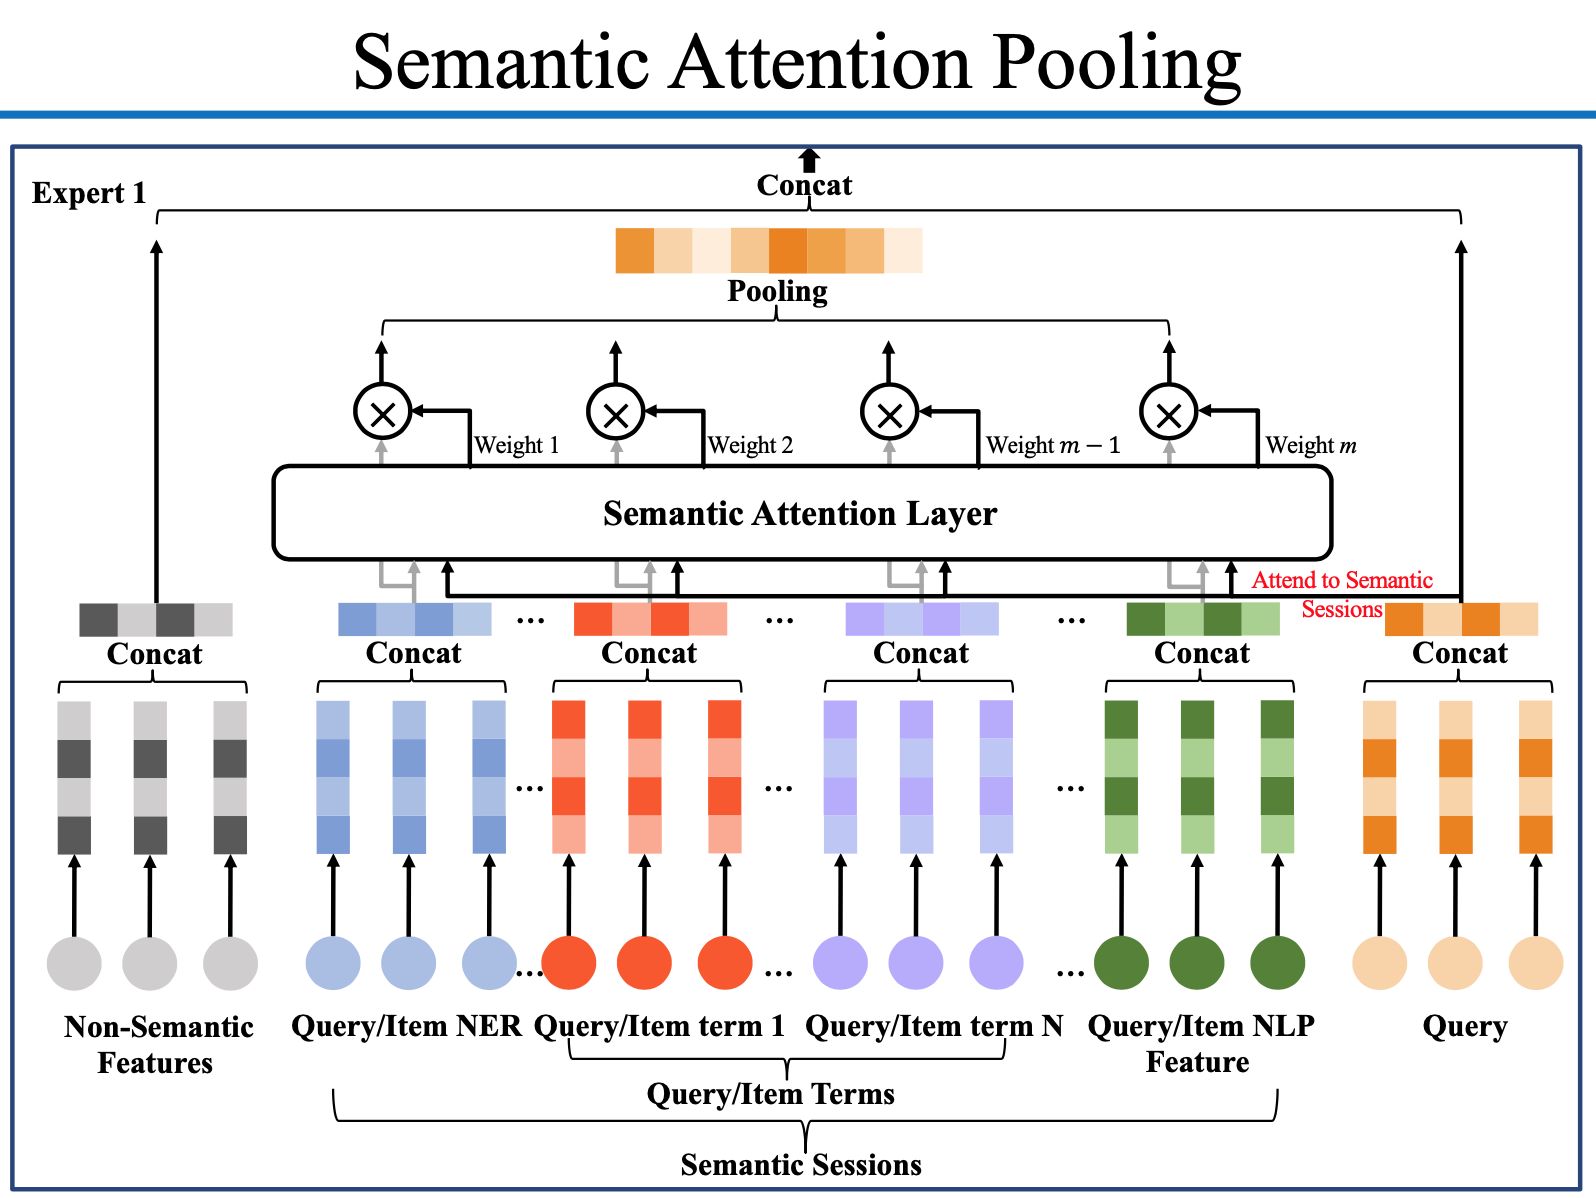 Semantic Attention Pooling
Expert 1
Concat
Pooling
Weight 1
Weight 2
Weight m − 1
Weight m
Semantic Attention Layer
Attend to Semantic
Sessions
Concat
Concat
...
Concat
...
Concat
...
Concat
Concat
...
...
...
...
...
...
Non-Semantic
Features
Query/Item NER
Query/Item term 1
Query/Item term N
Query/Item NLP
Feature
Query
Query/Item Terms
Semantic Sessions